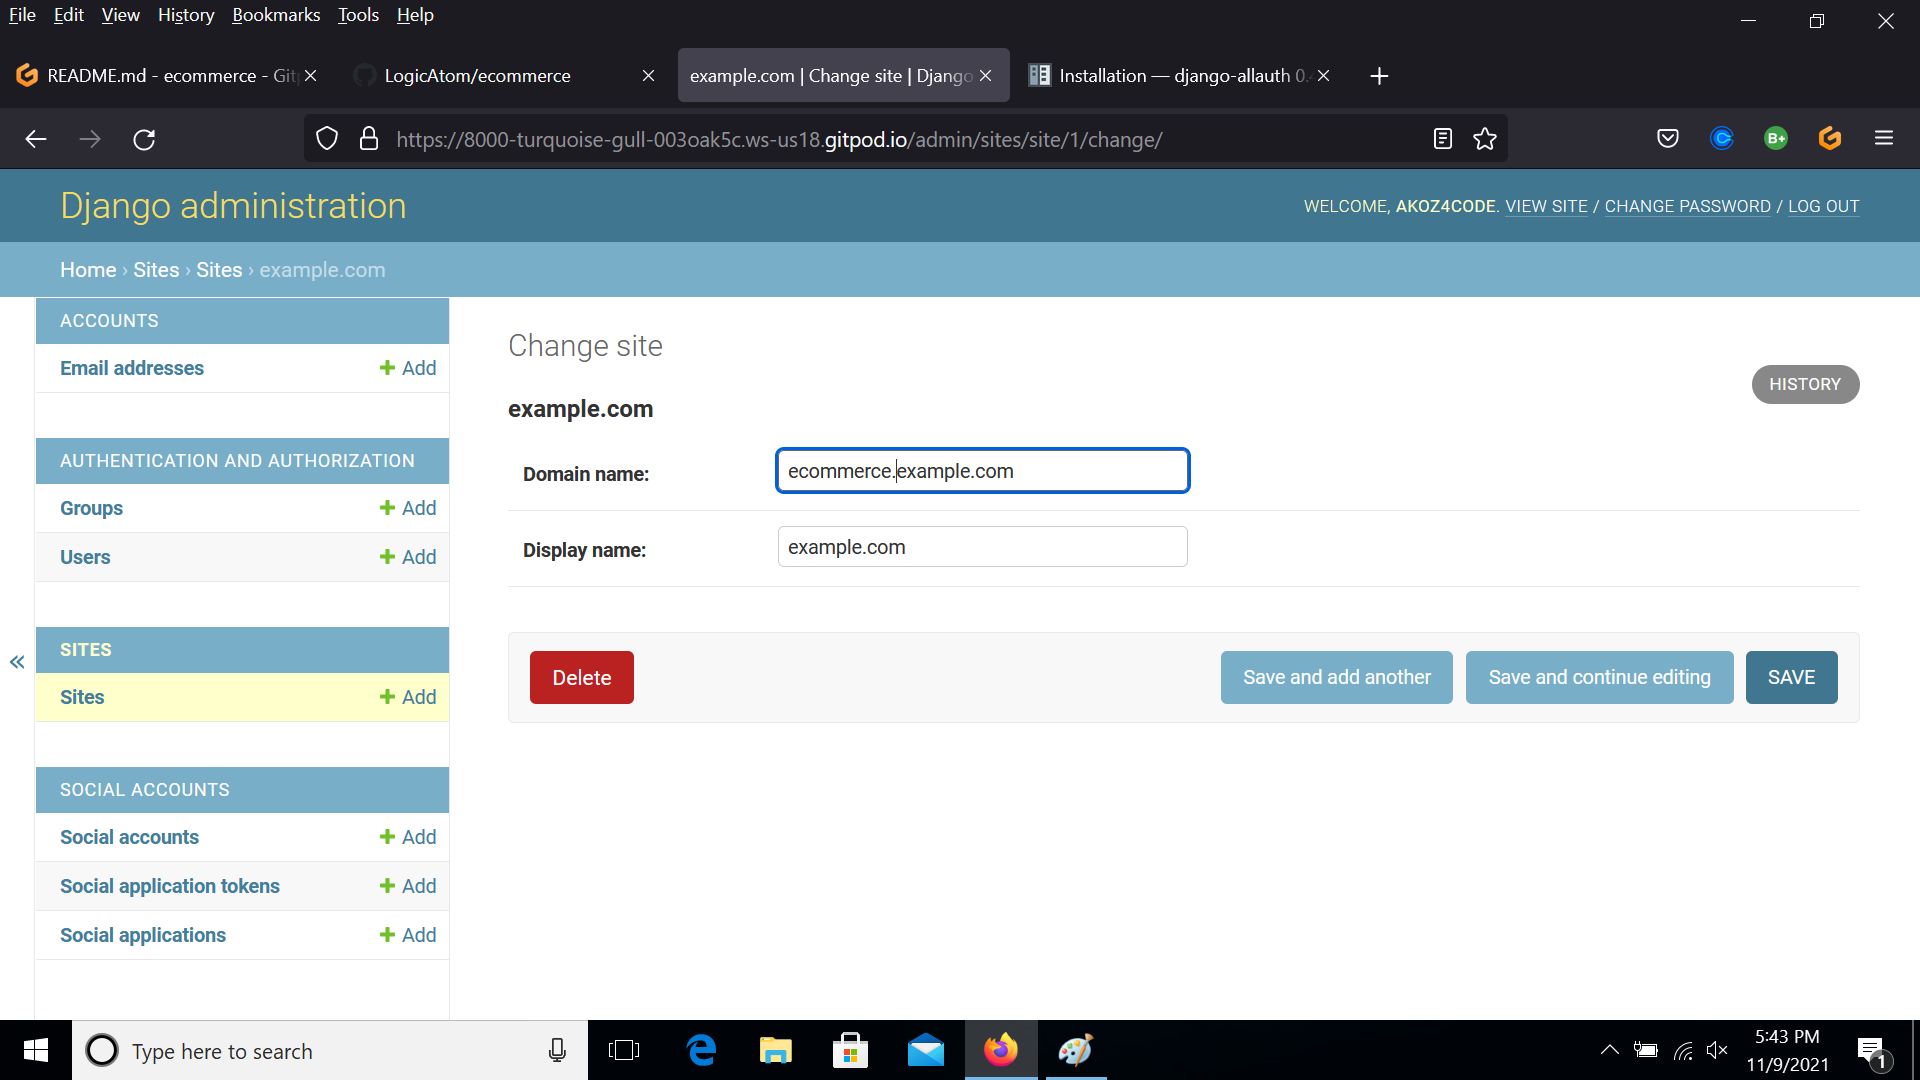 File Edit View History Bookmarks Tools Help
README.md - ecommerce - Git
LogicAtom/ecommerce
example.com | Change site | Django
Installation — django-allauth 0.
https://8000-turquoise-gull-003oak5c.ws-us18.gitpod.io/admin/sites/site/1/change/
B+
Django administration
WELCOME, AKOZ4CODE. VIEW SITE / CHANGE PASSWORD / LOG OUT
Home › Sites › Sites › example.com
ACCOUNTS
Email addresses + Add
AUTHENTICATION AND AUTHORIZATION
Groups + Add
Users + Add
SITES
Sites + Add
SOCIAL ACCOUNTS
Social accounts + Add
Social application tokens + Add
Social applications + Add
«
Change site
HISTORY
example.com
Domain name: ecommerce.example.com
Display name: example.com
Delete
Save and add another
Save and continue editing
SAVE
Type here to search
5:43 PM
11/9/2021
1